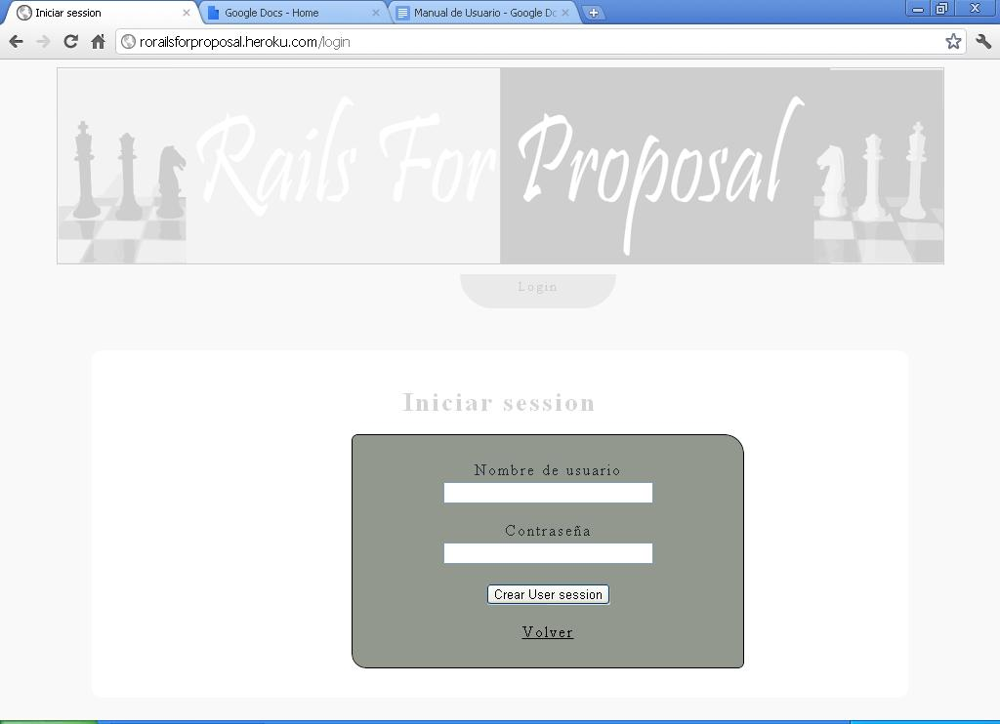 Iniciar session
Google Docs - Home
Manual de Usuario - Google Dc
rorailsforproposal.heroku.com/login
Rails For Proposal
Login
Iniciar session
Nombre de usuario
Contraseña
Crear User session
Volver